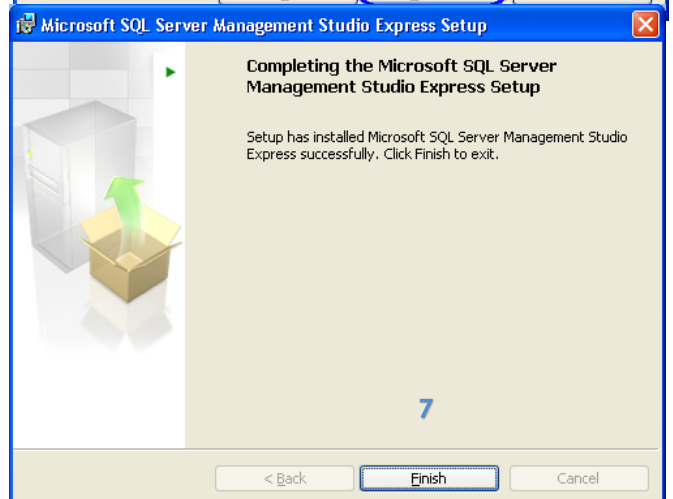 Microsoft SQL Server Management Studio Express Setup
Completing the Microsoft SQL Server
Management Studio Express Setup
Setup has installed Microsoft SQL Server Management Studio
Express successfully. Click Finish to exit.
7
< Back
Finish
Cancel